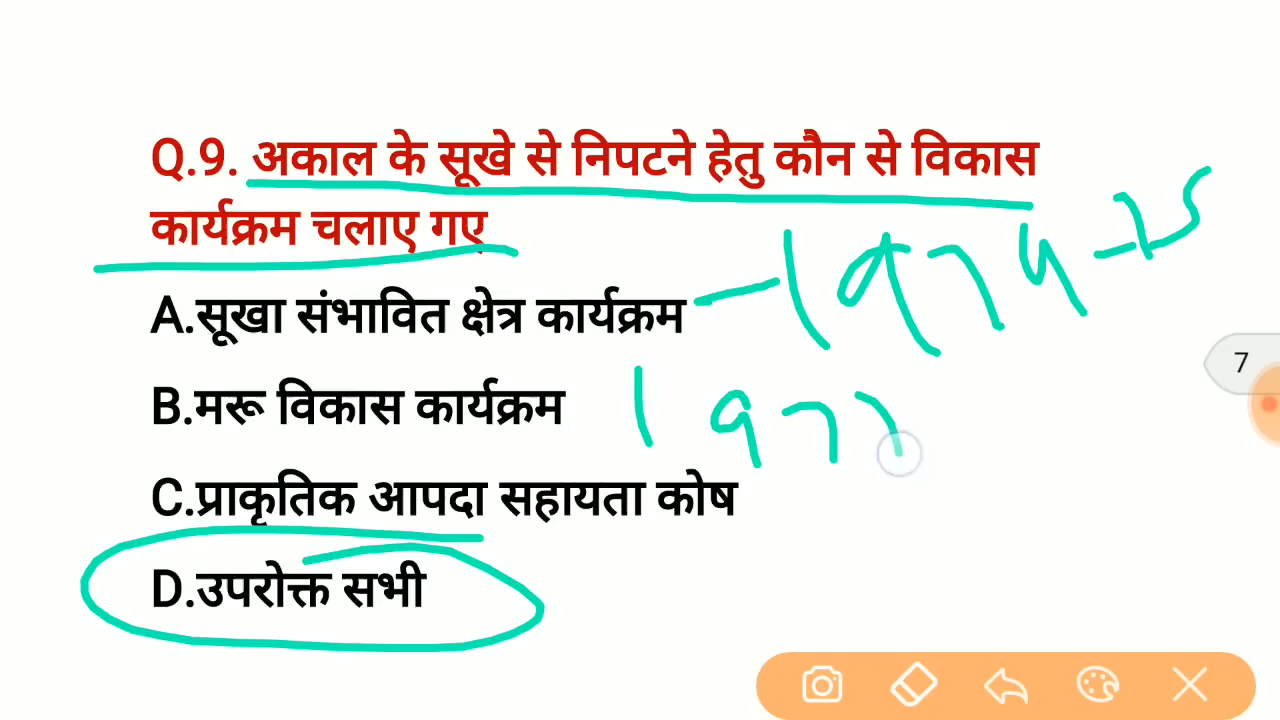 Q.9. अकाल के सूखे से निपटने हेतु कौन से विकास
कार्यक्रम चलाए गए
A.सूखा संभावित क्षेत्र कार्यक्रम - 1974-75
B.मरू विकास कार्यक्रम 1977
7
C.प्राकृतिक आपदा सहायता कोष
D.उपरोक्त सभी